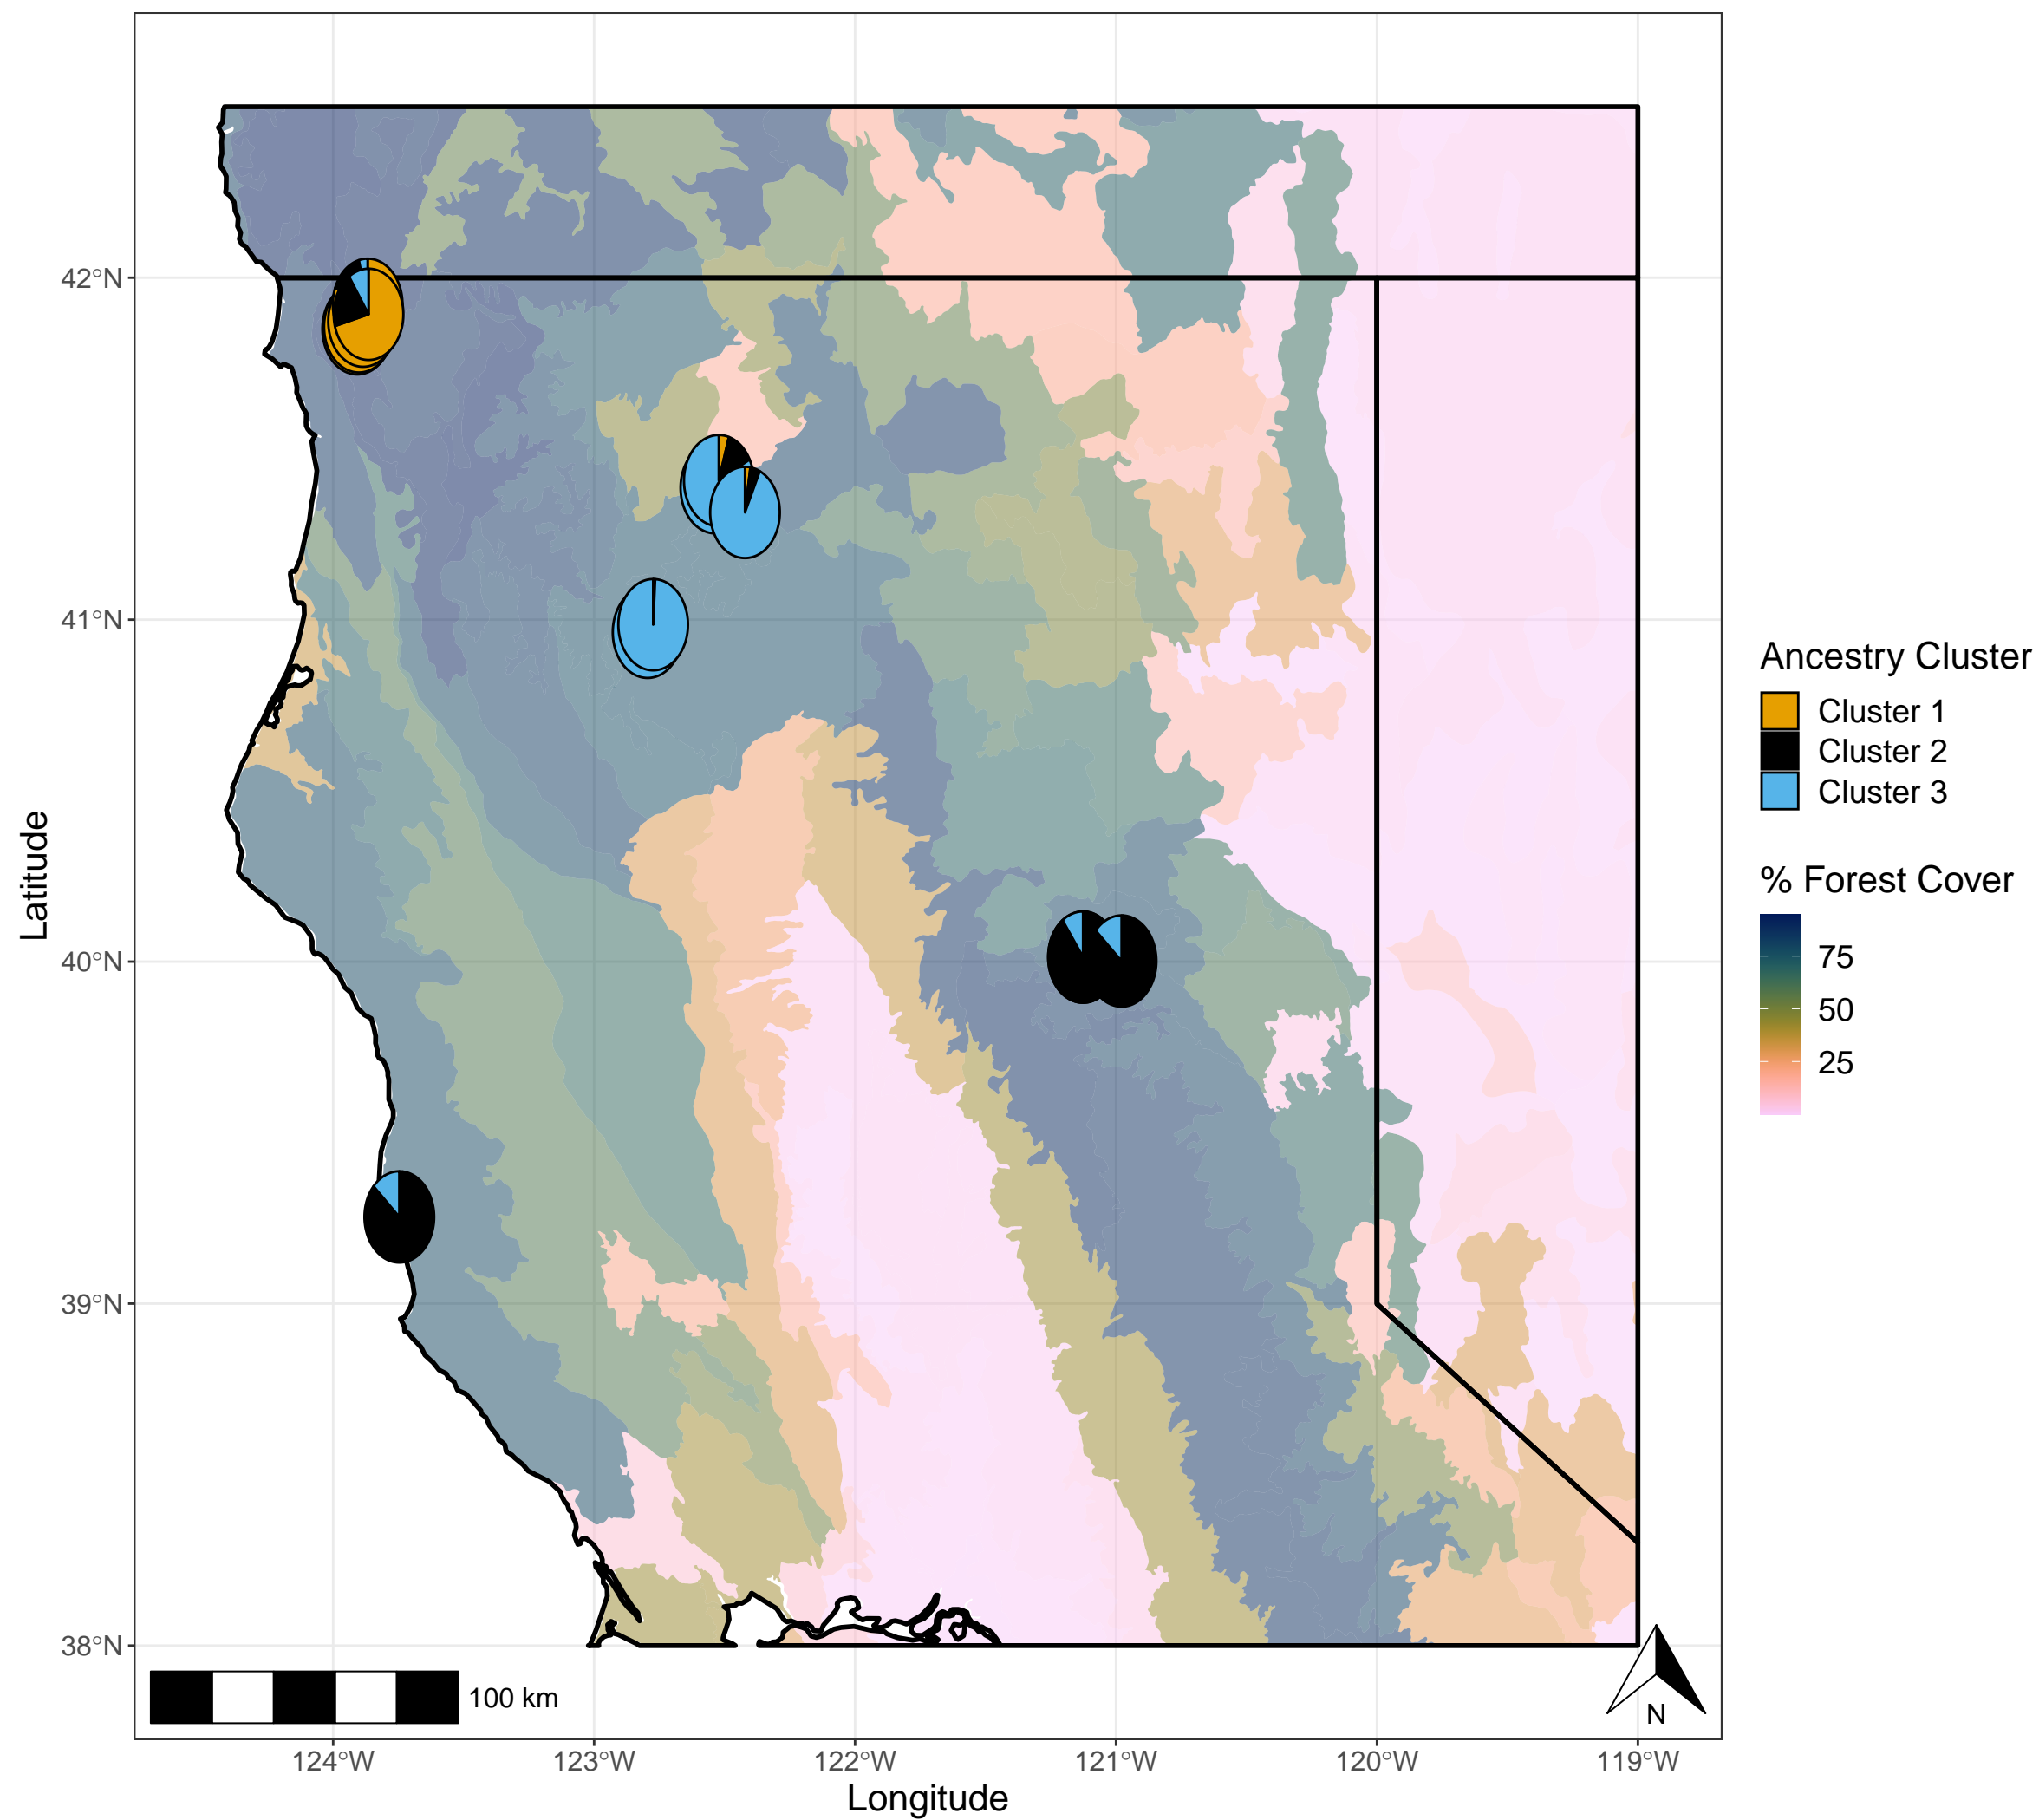 42°N
41°N
40°N
39°N
38°N
Latitude
100 km
N
124°W
123°W
122°W
121°W
120°W
119°W
Longitude
Ancestry Cluster
Cluster 1
Cluster 2
Cluster 3
% Forest Cover
75
50
25